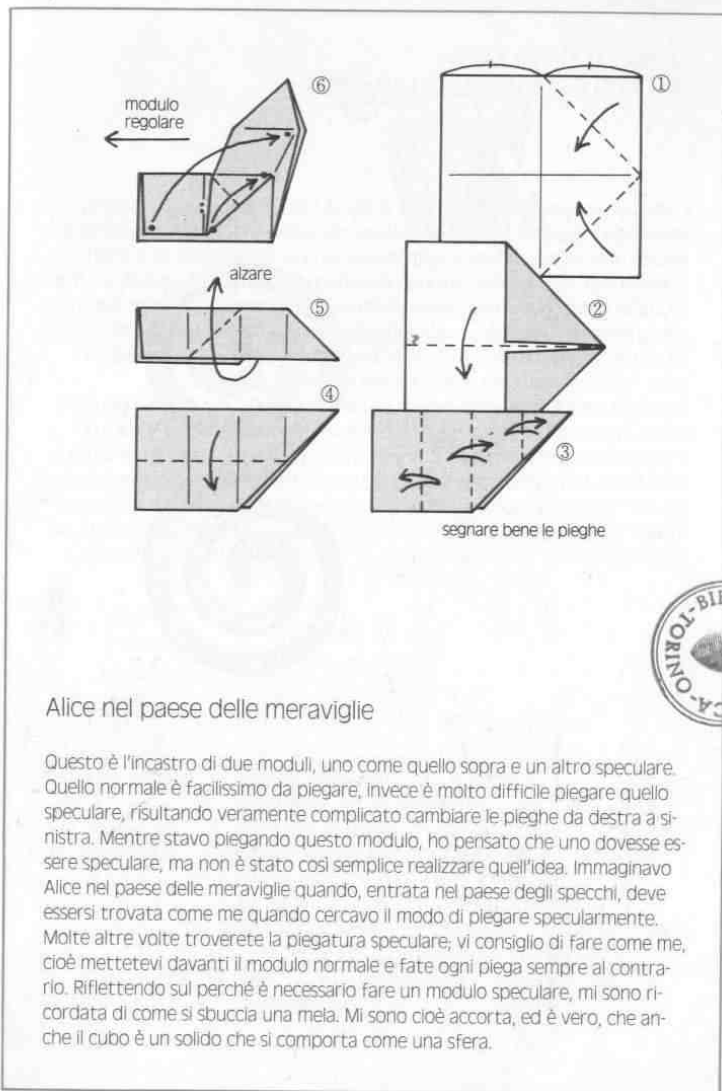 ①
②
③
segnare bene le pieghe
④
alzare
⑤
⑥
modulo
regolare
Alice nel paese delle meraviglie
Questo è l'incastro di due moduli, uno come quello sopra e un altro speculare.
Quello normale è facilissimo da piegare, invece è molto difficile piegare quello
speculare, risultando veramente complicato cambiare le pieghe da destra a si-
nistra. Mentre stavo piegando questo modulo, ho pensato che uno dovesse es-
sere speculare, ma non è stato così semplice realizzare quell'idea. Immaginavo
Alice nel paese delle meraviglie quando, entrata nel paese degli specchi, deve
essersi trovata come me quando cercavo il modo di piegare specularmente.
Molte altre volte troverete la piegatura speculare; vi consiglio di fare come me,
cioè mettetevi davanti il modulo normale e fate ogni piega sempre al contra-
rio. Riflettendo sul perché è necessario fare un modulo speculare, mi sono ri-
cordata di come si sbuccia una mela. Mi sono cioè accorta, ed è vero, che an-
che il cubo è un solido che si comporta come una sfera.
CA-ONIROT-BI